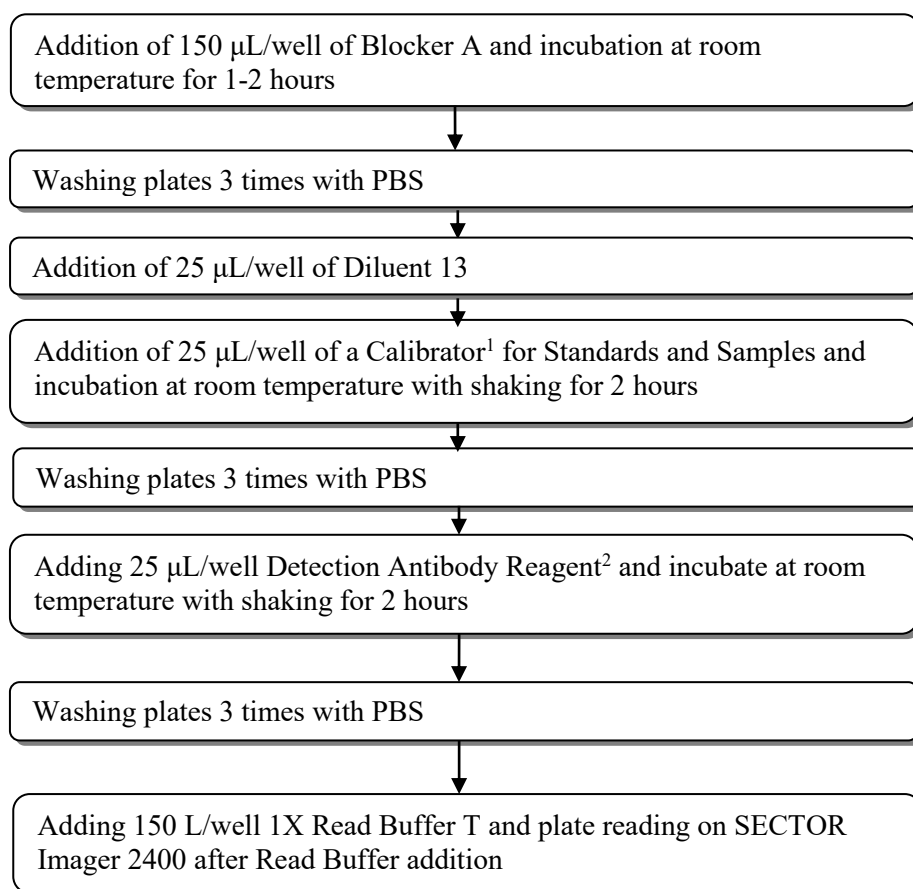 Addition of 150 μL/well of Blocker A and incubation at room
temperature for 1-2 hours
Washing plates 3 times with PBS
Addition of 25 μL/well of Diluent 13
Addition of 25 μL/well of a Calibrator¹ for Standards and Samples and
incubation at room temperature with shaking for 2 hours
Washing plates 3 times with PBS
Adding 25 μL/well Detection Antibody Reagent² and incubate at room
temperature with shaking for 2 hours
Washing plates 3 times with PBS
Adding 150 L/well 1X Read Buffer T and plate reading on SECTOR
Imager 2400 after Read Buffer addition